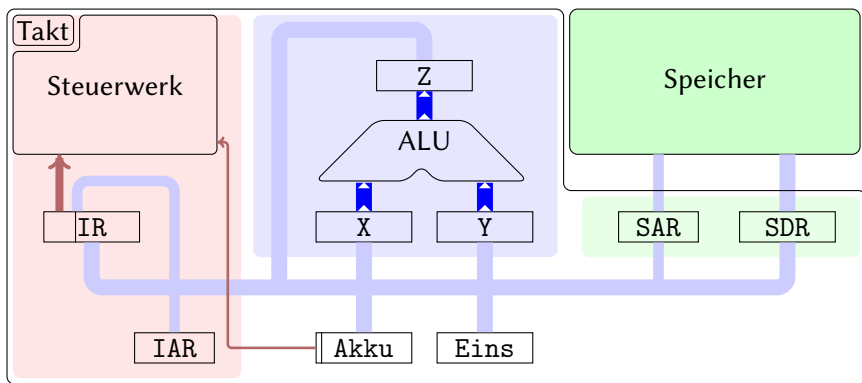 Takt
Steuerwerk
Z
Speicher
ALU
IR
X
Y
SAR
SDR
IAR
Akku
Eins